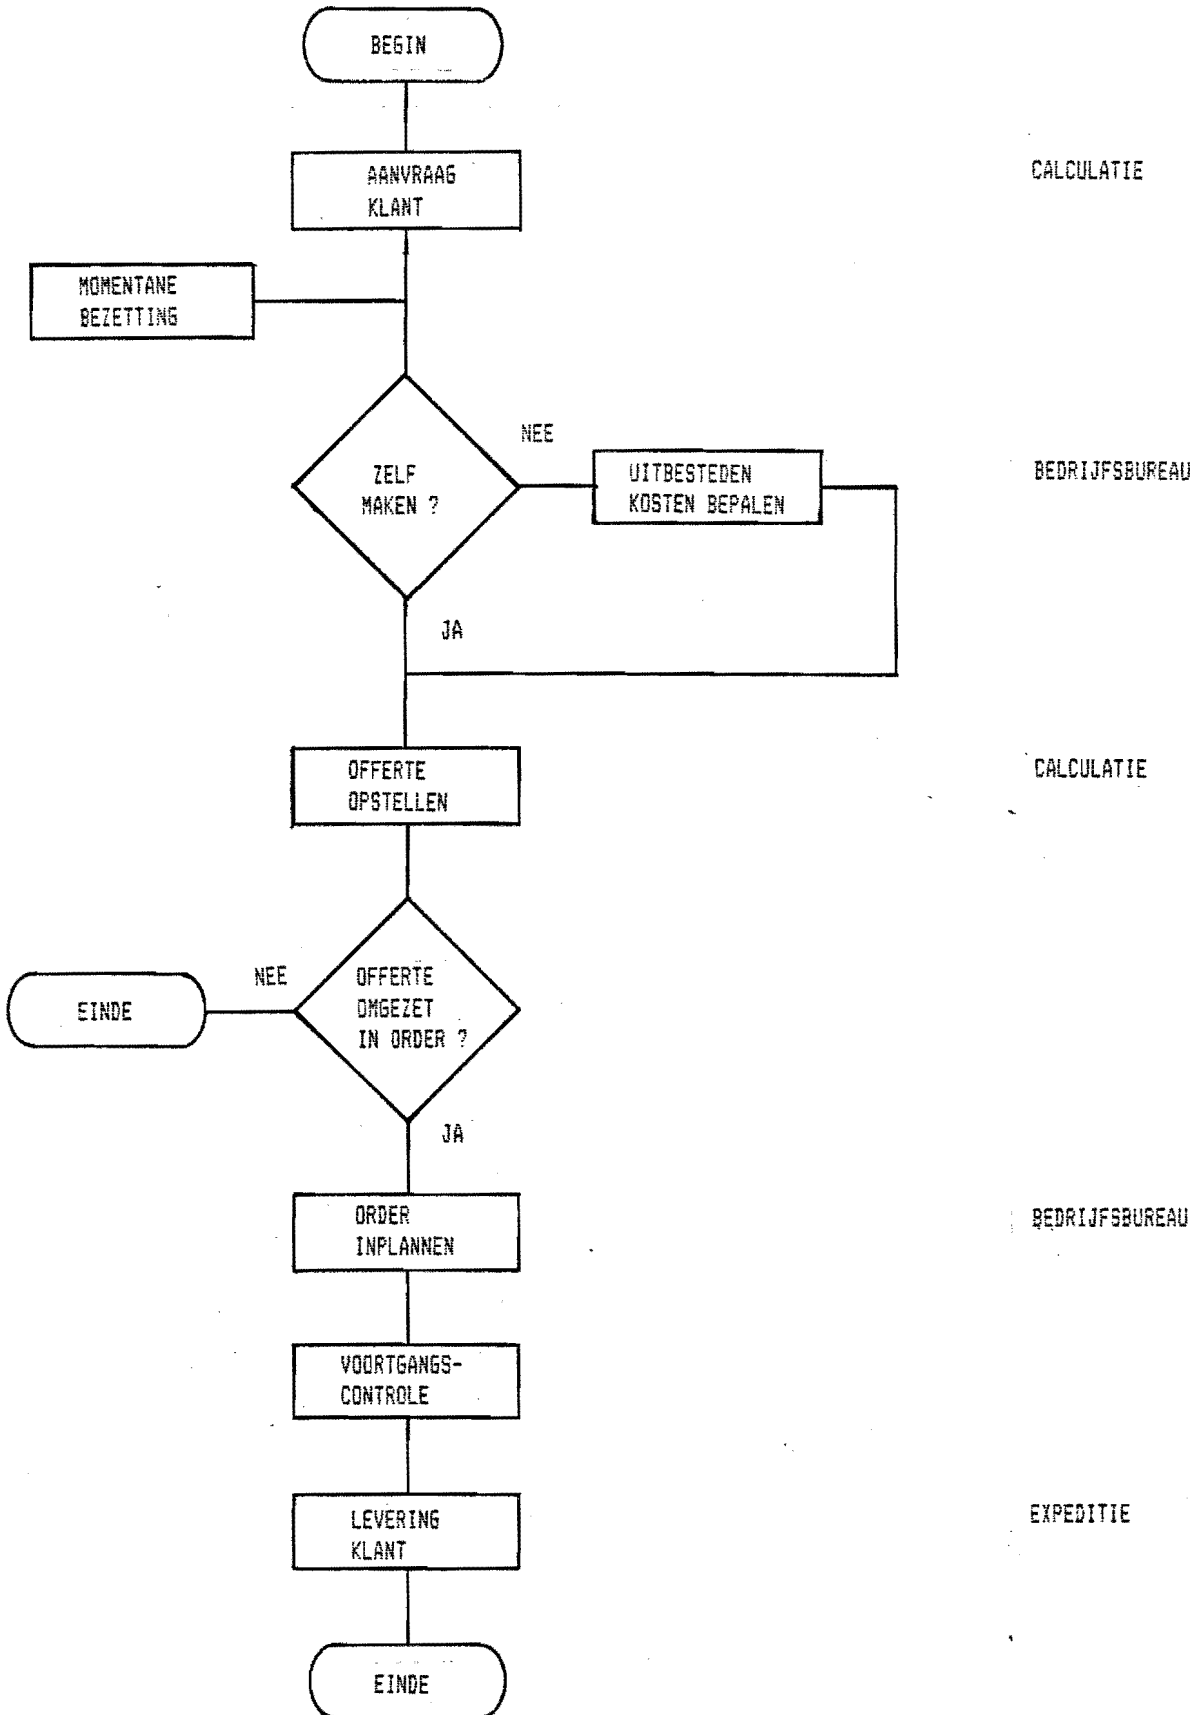 BEGIN
AANVRAAG
KLANT
CALCULATIE
MOMENTANE
BEZETTING
ZELF
MAKEN ?
NEE
UITBESTEDEN
KOSTEN BEPALEN
BEDRIJFSBUREAU
JA
OFFERTE
OPSTELLEN
CALCULATIE
OFFERTE
OMGEZET
IN ORDER ?
NEE
EINDE
JA
ORDER
INPLANNEN
BEDRIJFSBUREAU
VOORTGANGS-
CONTROLE
LEVERING
KLANT
EXPEDITIE
EINDE